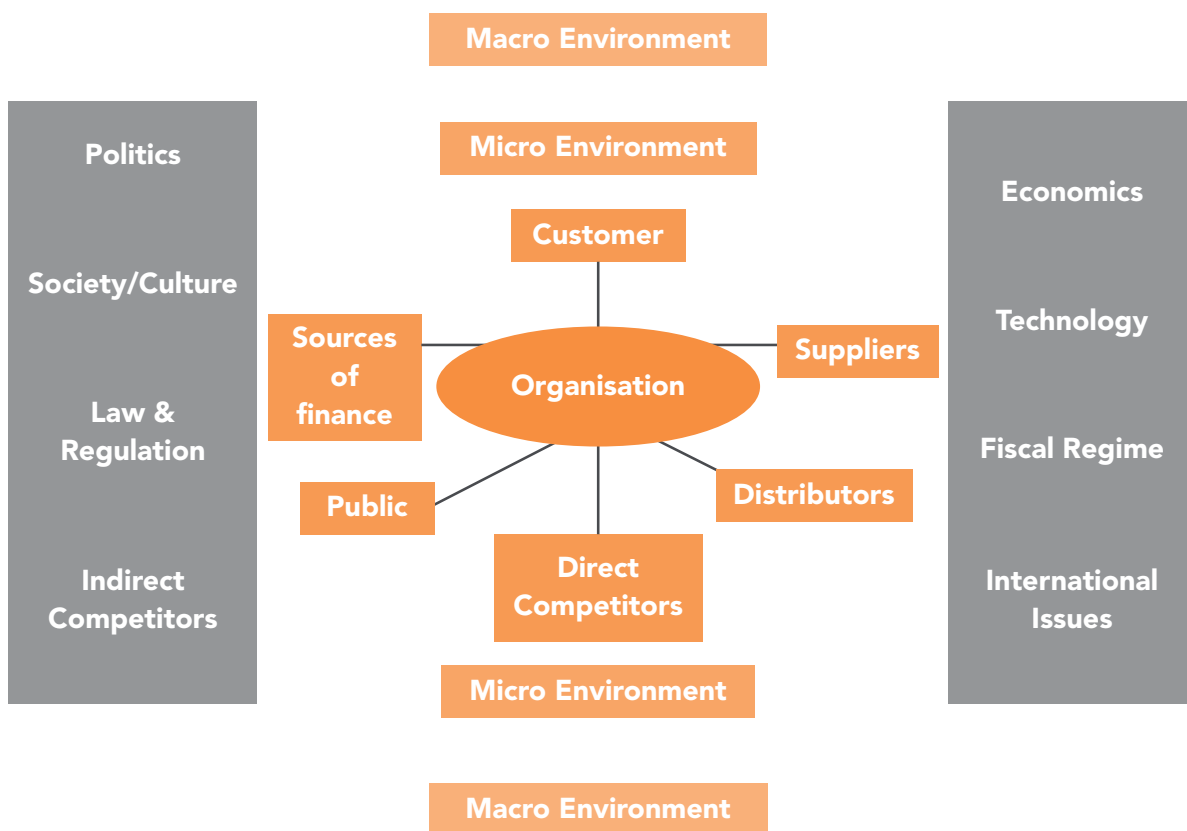 Macro Environment
Micro Environment
Politics
Society/Culture
Law &
Regulation
Indirect
Competitors
Customer
Sources
of
finance
Organisation
Suppliers
Public
Distributors
Direct
Competitors
Economics
Technology
Fiscal Regime
International
Issues
Micro Environment
Macro Environment